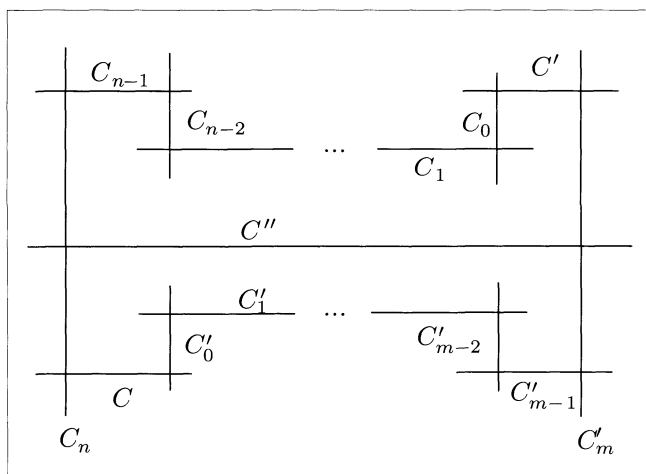 C_{n-1} C'
C_{n-2} C_0
...
C_1
C''
C'_1 ...
C'_0 C'_{m-2}
C C'_{m-1}
C_n C'_m